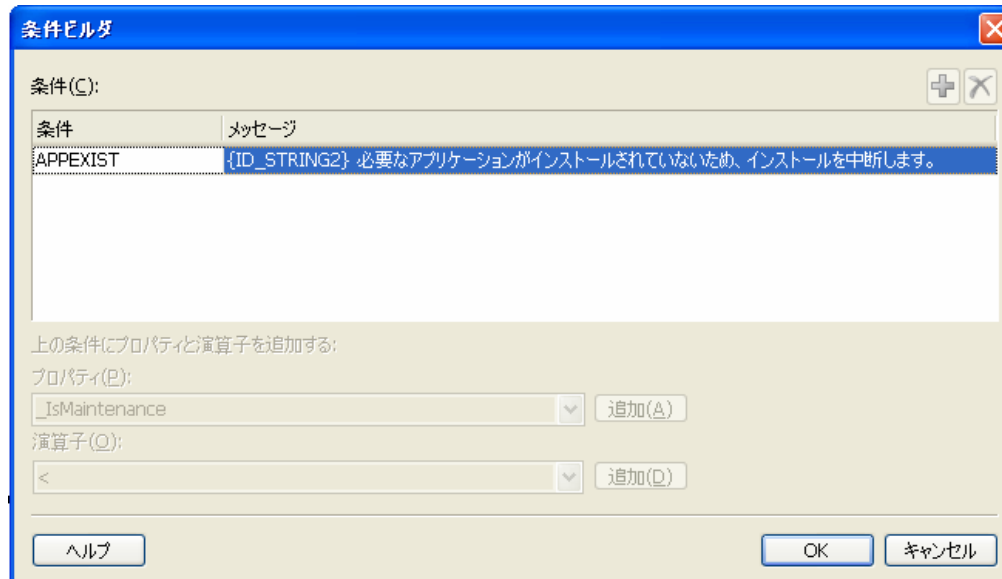 条件ビルダ
条件(C):
条件 メッセージ
APPEXIST {ID_STRING2} 必要なアプリケーションがインストールされていないため、インストールを中断します。
上の条件にプロパティと演算子を追加する:
プロパティ(P):
_IsMaintenance 追加(A)
演算子(O):
< 追加(D)
ヘルプ OK キャンセル